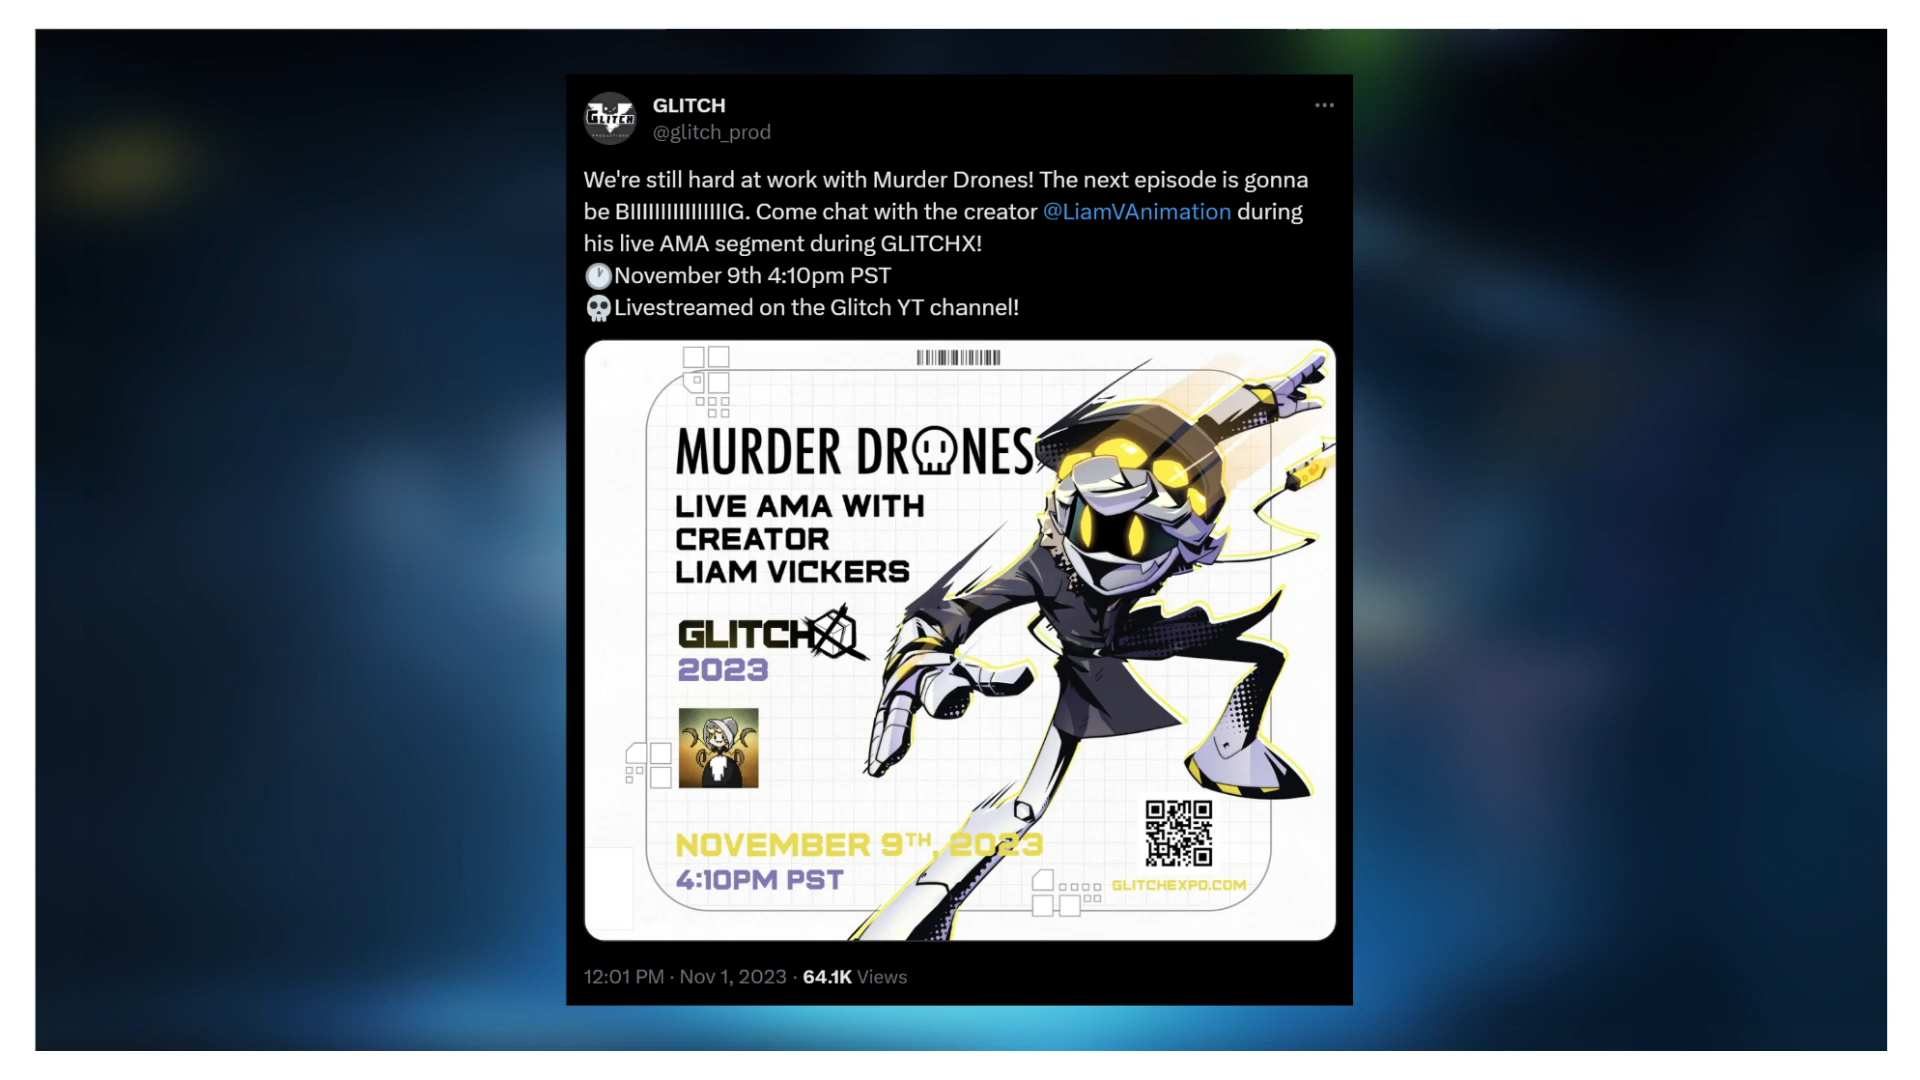 GLITCH
@glitch_prod
We're still hard at work with Murder Drones! The next episode is gonna
be BIIIIIIIIIIIIIIIIG. Come chat with the creator @LiamVAnimation during
his live AMA segment during GLITCHX!
🕐November 9th 4:10pm PST
💀Livestreamed on the Glitch YT channel!
MURDER DRONES
LIVE AMA WITH
CREATOR
LIAM VICKERS
GLITCHX
2023
NOVEMBER 9TH, 2023
4:10PM PST
GLITCHEXPO.COM
12:01 PM · Nov 1, 2023 · 64.1K Views